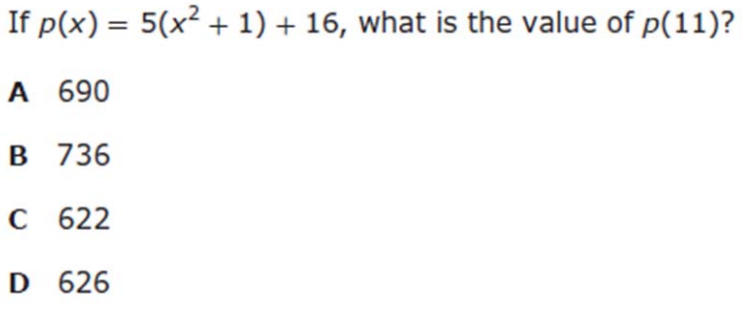 If p(x) = 5(x² + 1) + 16, what is the value of p(11)?
A 690
B 736
C 622
D 626